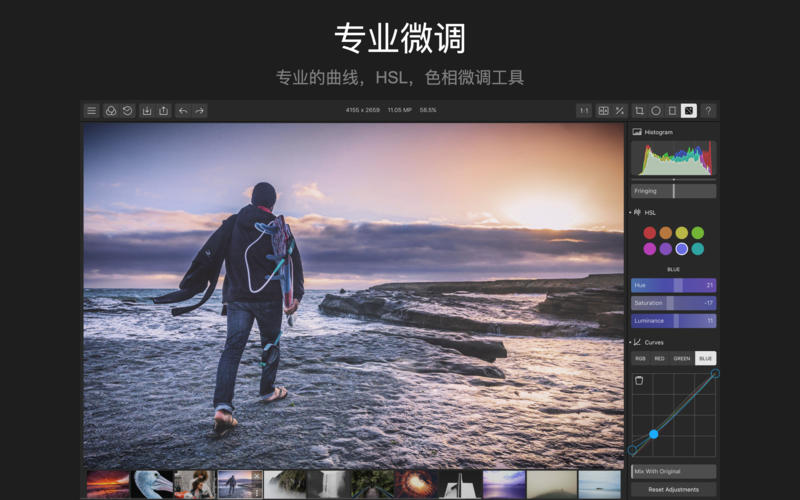 专业微调
专业的曲线，HSL，色相微调工具
4155 x 2659 11.05 MP 58.5%
1:1
?
Histogram
Fringing
HSL
BLUE
Hue 21
Saturation -17
Luminance 11
Curves
RGB RED GREEN BLUE
Mix With Original
Reset Adjustments